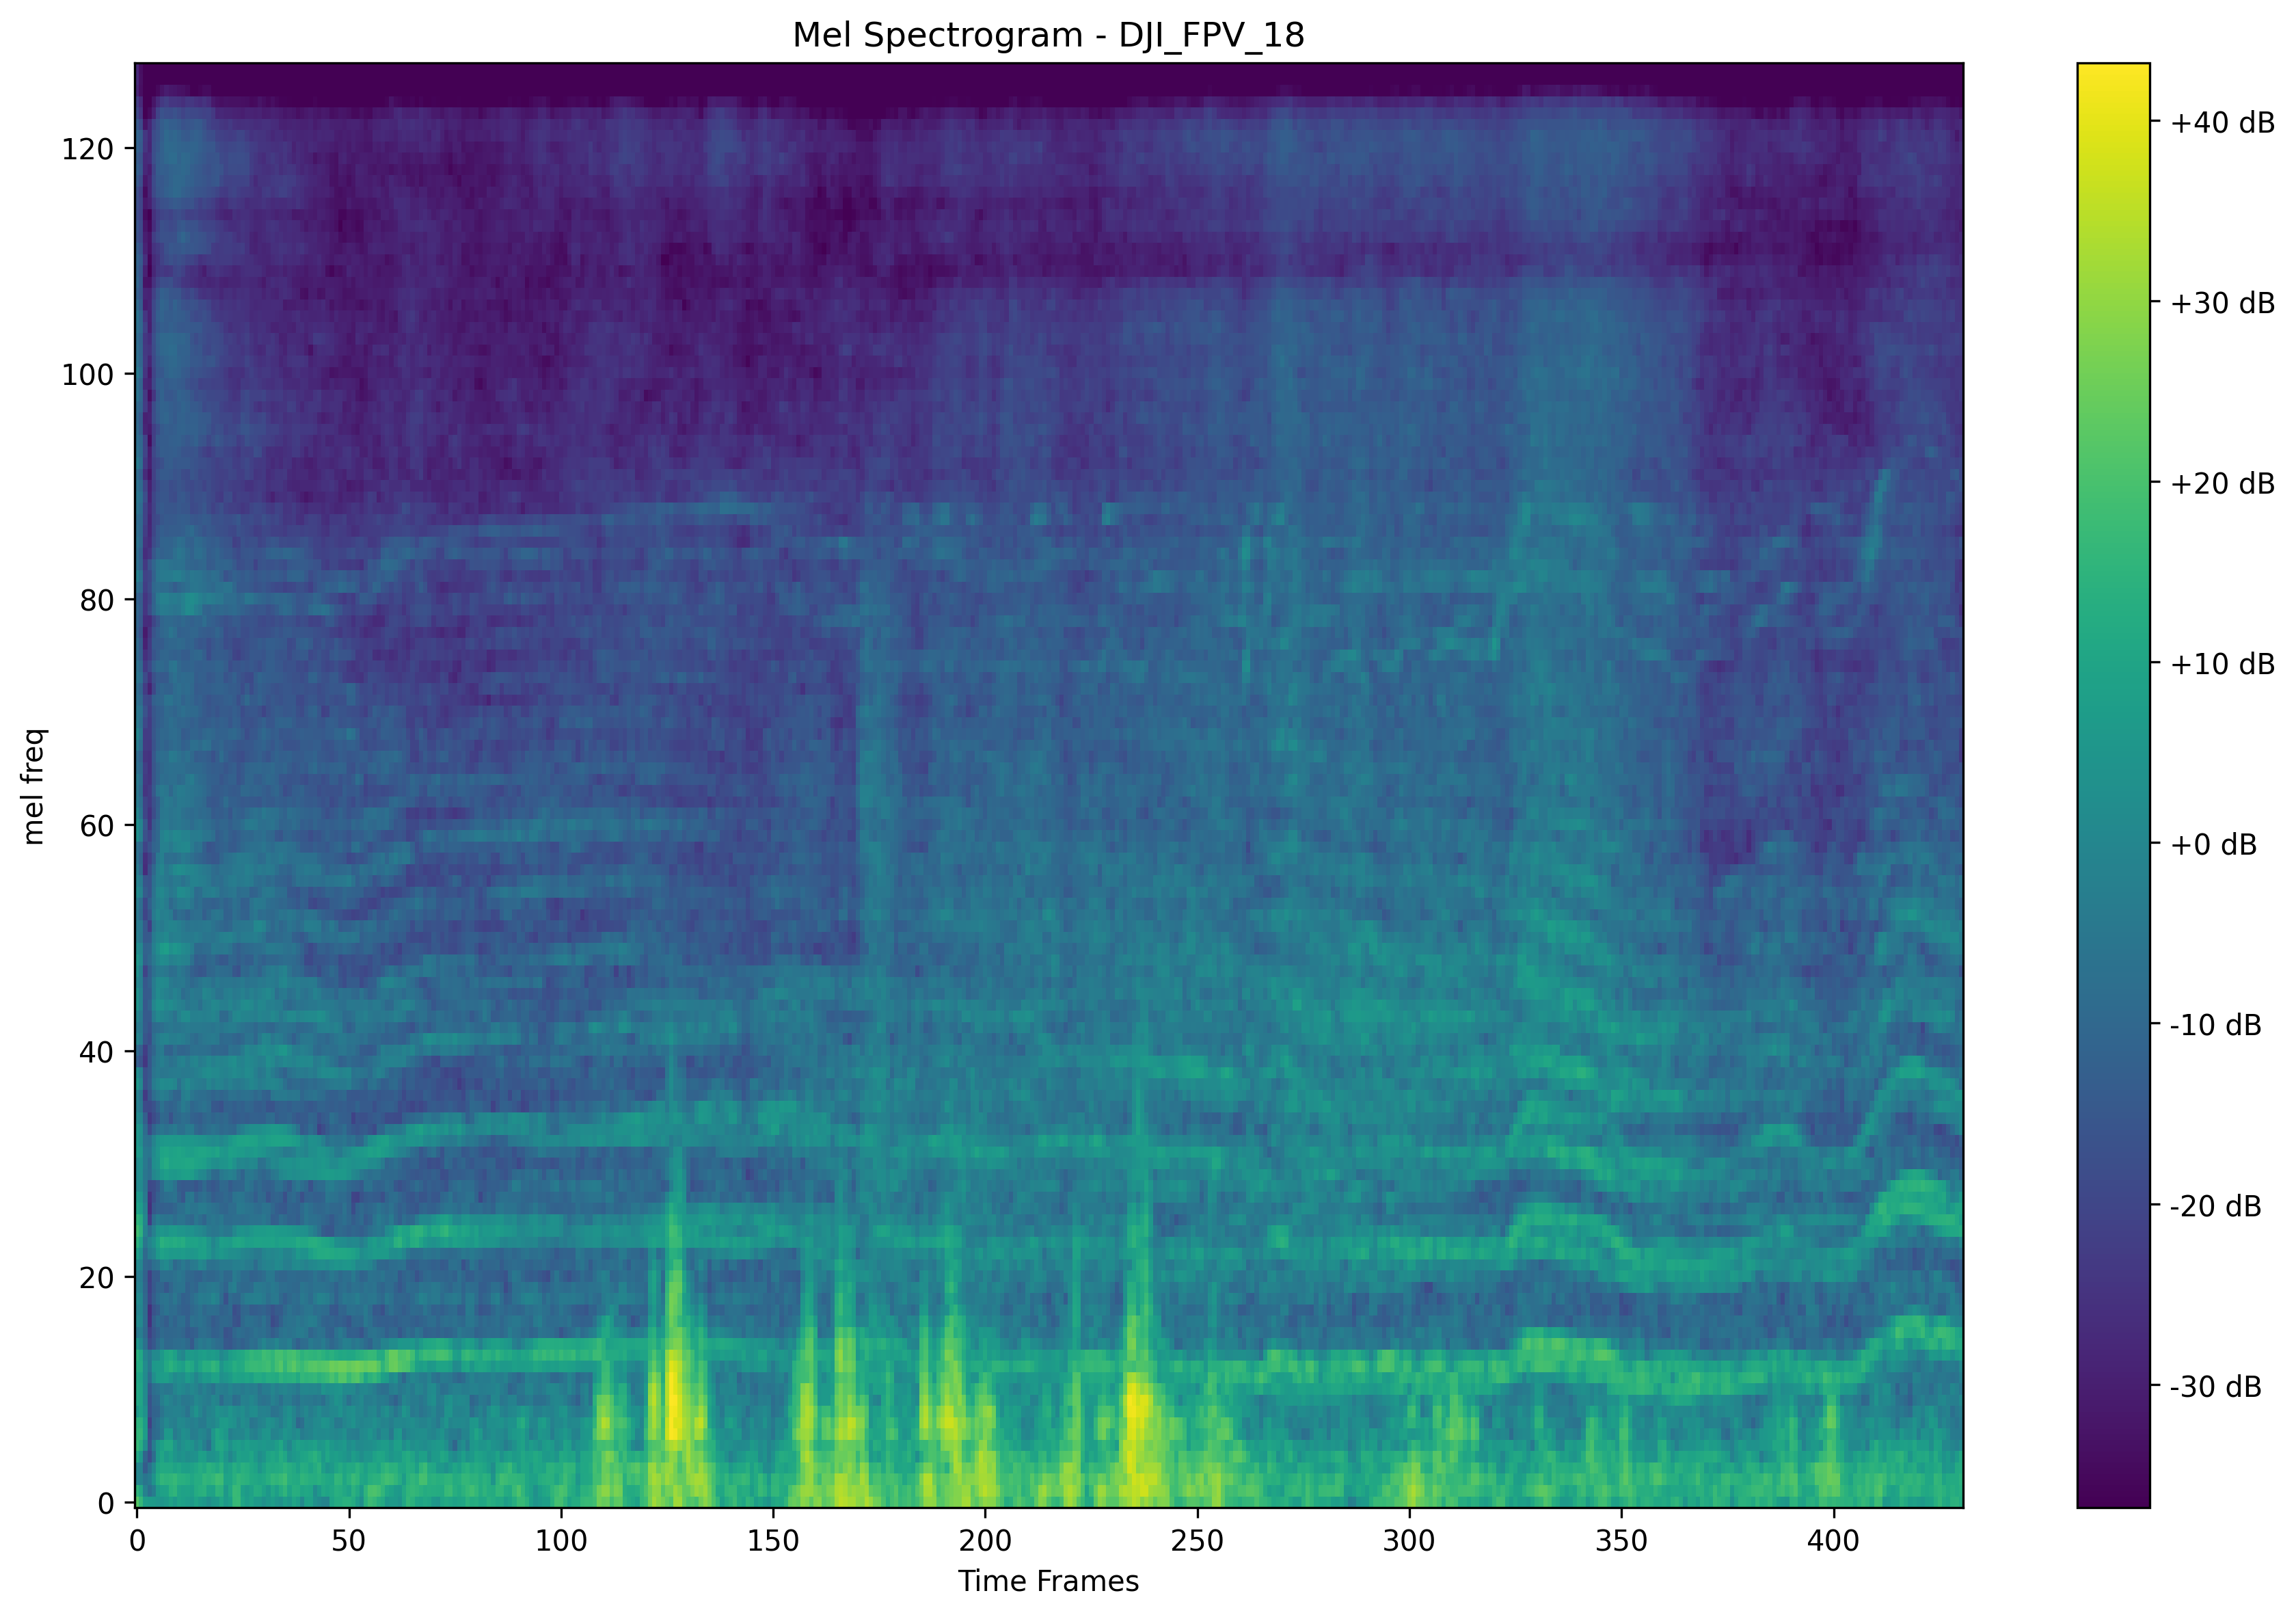 Mel Spectrogram - DJI_FPV_18
mel freq
120
100
80
60
40
20
0
0 50 100 150 200 250 300 350 400
Time Frames
+40 dB
+30 dB
+20 dB
+10 dB
+0 dB
-10 dB
-20 dB
-30 dB